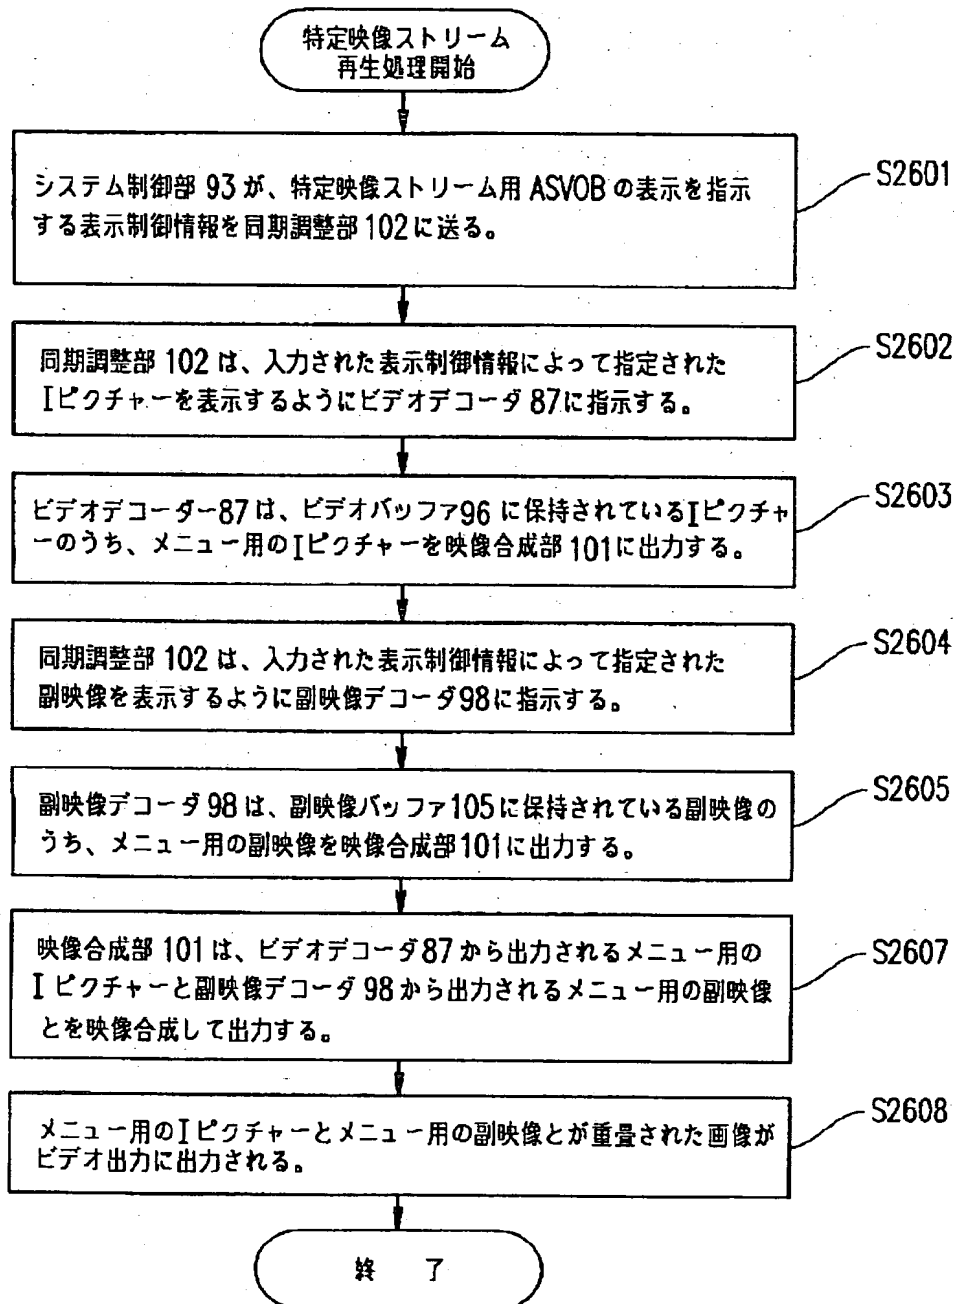 特定映像ストリーム
再生処理開始
システム制御部 93 が、特定映像ストリーム用 ASVOB の表示を指示
する表示制御情報を同期調整部 102 に送る。
S2601
同期調整部 102 は、入力された表示制御情報によって指定された
Iピクチャーを表示するようにビデオデコーダ 87 に指示する。
S2602
ビデオデコーダー87 は、ビデオバッファ96 に保持されているIピクチャ
ーのうち、メニュー用のIピクチャーを映像合成部 101 に出力する。
S2603
同期調整部 102 は、入力された表示制御情報によって指定された
副映像を表示するように副映像デコーダ 98 に指示する。
S2604
副映像デコーダ 98 は、副映像バッファ105 に保持されている副映像の
うち、メニュー用の副映像を映像合成部 101 に出力する。
S2605
映像合成部 101 は、ビデオデコーダ 87 から出力されるメニュー用の
I ピクチャーと副映像デコーダ 98 から出力されるメニュー用の副映像
とを映像合成して出力する。
S2607
メニュー用のIピクチャーとメニュー用の副映像とが重畳された画像が
ビデオ出力に出力される。
S2608
終 了